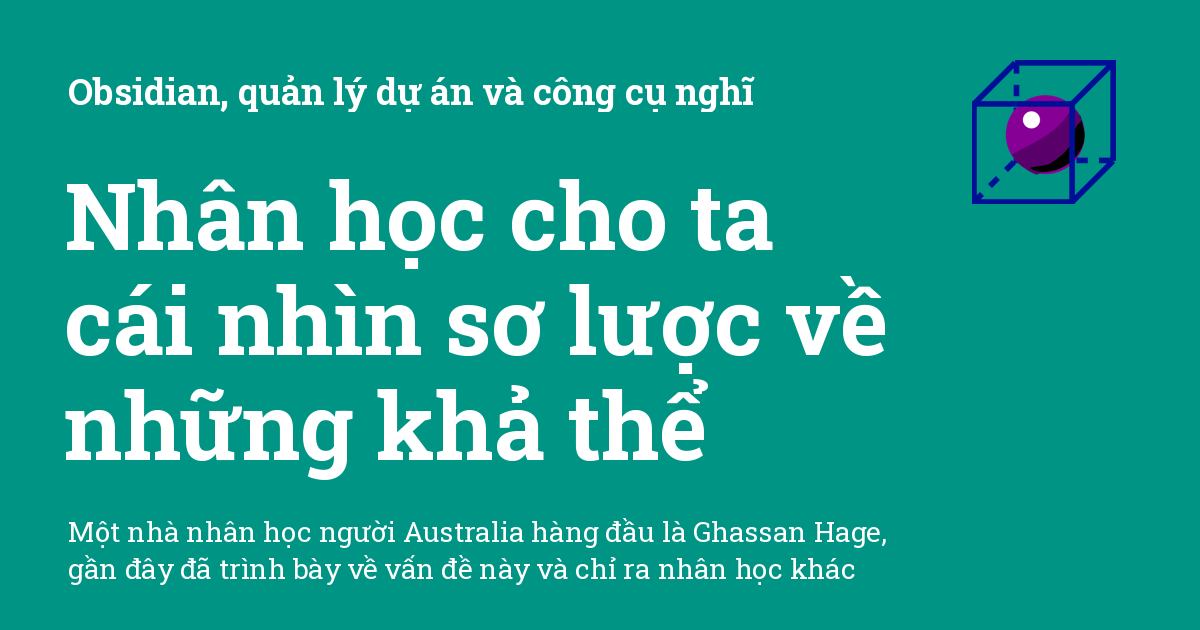 Obsidian, quản lý dự án và công cụ nghĩ
Nhân học cho ta
cái nhìn sơ lược về
những khả thể
Một nhà nhân học người Australia hàng đầu là Ghassan Hage,
gần đây đã trình bày về vấn đề này và chỉ ra nhân học khác